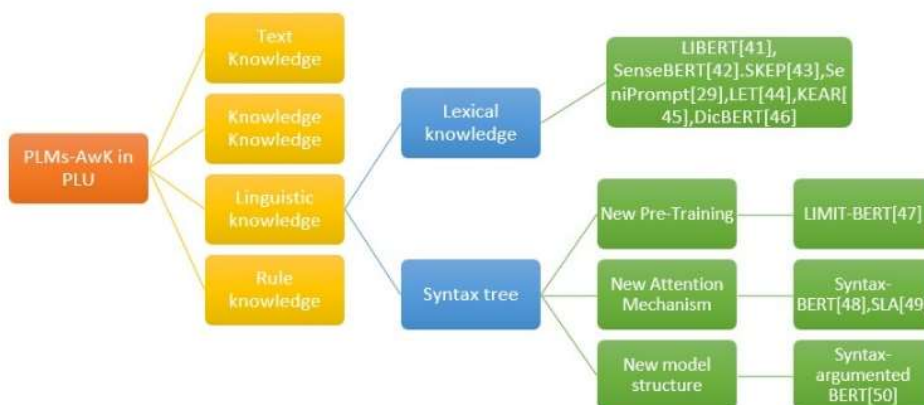 PLMs-AwK in
PLU
Text
Knowledge
Knowledge
Knowledge
Linguistic
knowledge
Rule
knowledge
Lexical
knowledge
LIBERT[41],
SenseBERT[42].SKEP[43],Se
niPrompt[29],LET[44],KEAR[
45],DicBERT[46]
Syntax tree
New Pre-Training
LIMIT-BERT[47]
New Attention
Mechanism
Syntax-
BERT[48],SLA[49
New model
structure
Syntax-
argumented
BERT[50]